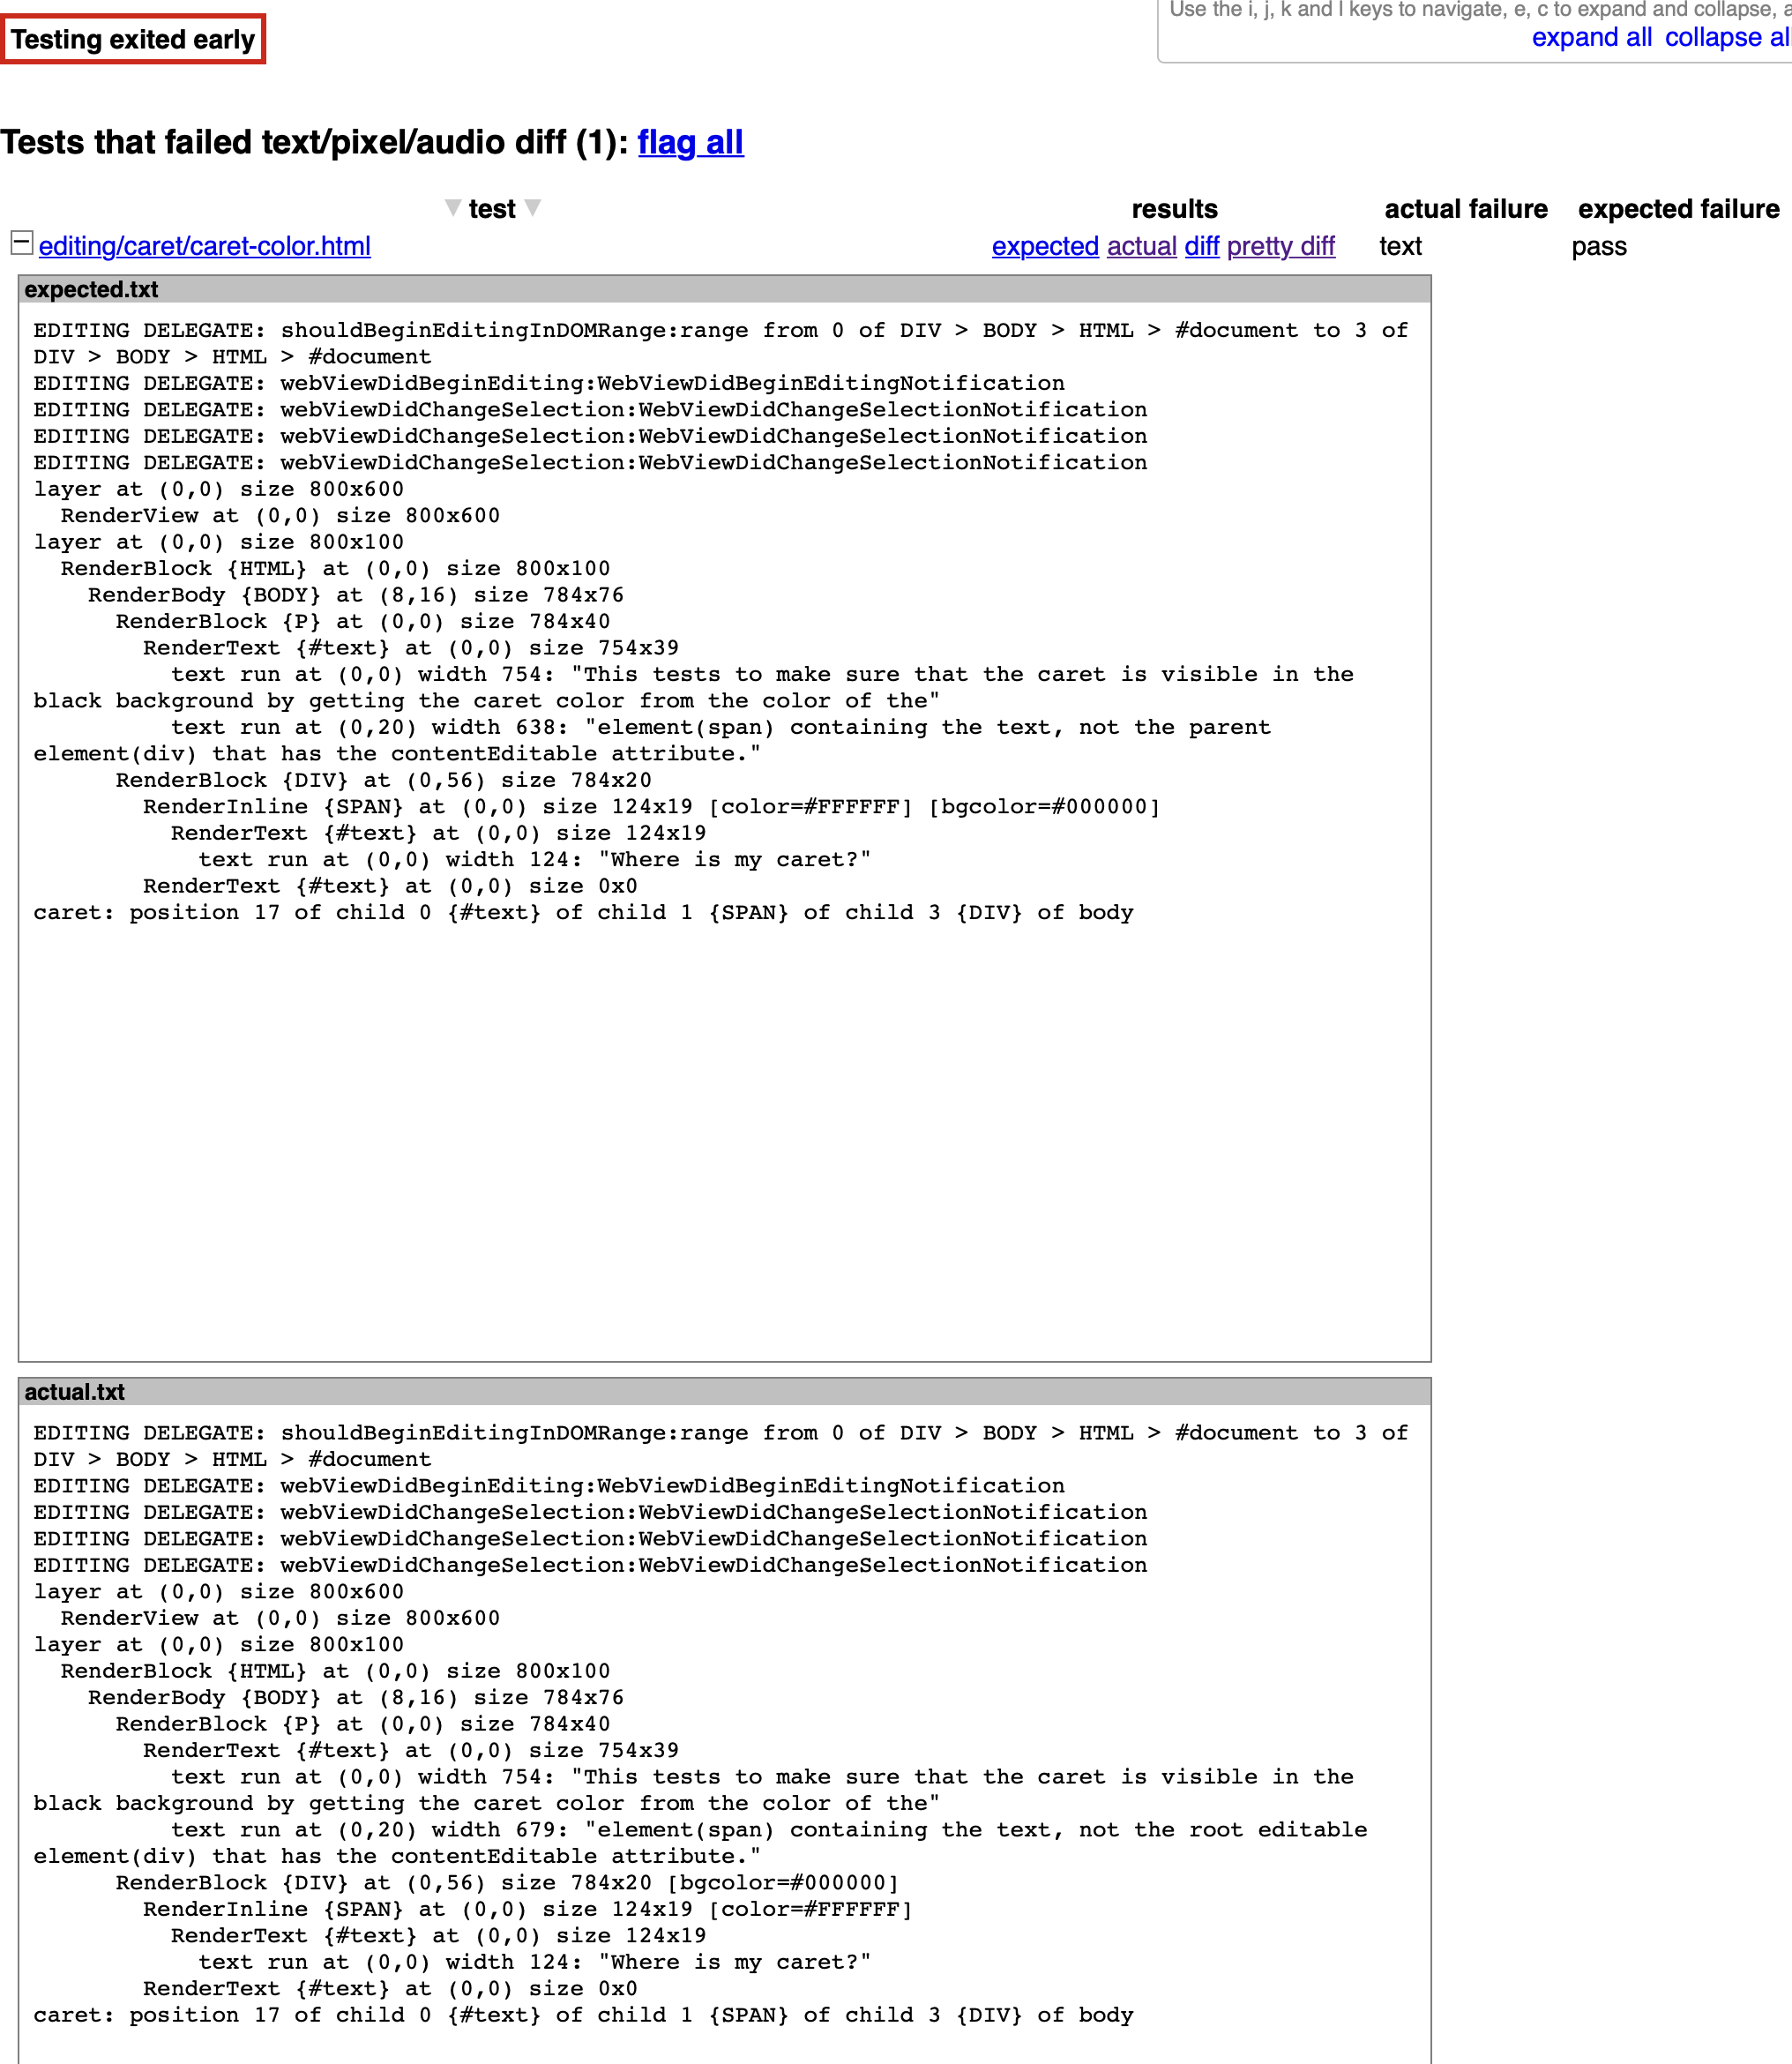 Use the i, j, k and l keys to navigate, e, c to expand and collapse,
Testing exited early
expand all collapse al
Tests that failed text/pixel/audio diff (1): flag all
▼ test ▼ results actual failure expected failure
editing/caret/caret-color.html expected actual diff pretty diff text pass
expected.txt
EDITING DELEGATE: shouldBeginEditingInDOMRange:range from 0 of DIV > BODY > HTML > #document to 3 of
DIV > BODY > HTML > #document
EDITING DELEGATE: webViewDidBeginEditing:WebViewDidBeginEditingNotification
EDITING DELEGATE: webViewDidChangeSelection:WebViewDidChangeSelectionNotification
EDITING DELEGATE: webViewDidChangeSelection:WebViewDidChangeSelectionNotification
EDITING DELEGATE: webViewDidChangeSelection:WebViewDidChangeSelectionNotification
layer at (0,0) size 800x600
  RenderView at (0,0) size 800x600
layer at (0,0) size 800x100
  RenderBlock {HTML} at (0,0) size 800x100
    RenderBody {BODY} at (8,16) size 784x76
      RenderBlock {P} at (0,0) size 784x40
        RenderText {#text} at (0,0) size 754x39
          text run at (0,0) width 754: "This tests to make sure that the caret is visible in the
black background by getting the caret color from the color of the"
          text run at (0,20) width 638: "element(span) containing the text, not the parent
element(div) that has the contentEditable attribute."
      RenderBlock {DIV} at (0,56) size 784x20
        RenderInline {SPAN} at (0,0) size 124x19 [color=#FFFFFF] [bgcolor=#000000]
          RenderText {#text} at (0,0) size 124x19
            text run at (0,0) width 124: "Where is my caret?"
        RenderText {#text} at (0,0) size 0x0
caret: position 17 of child 0 {#text} of child 1 {SPAN} of child 3 {DIV} of body
actual.txt
EDITING DELEGATE: shouldBeginEditingInDOMRange:range from 0 of DIV > BODY > HTML > #document to 3 of
DIV > BODY > HTML > #document
EDITING DELEGATE: webViewDidBeginEditing:WebViewDidBeginEditingNotification
EDITING DELEGATE: webViewDidChangeSelection:WebViewDidChangeSelectionNotification
EDITING DELEGATE: webViewDidChangeSelection:WebViewDidChangeSelectionNotification
EDITING DELEGATE: webViewDidChangeSelection:WebViewDidChangeSelectionNotification
layer at (0,0) size 800x600
  RenderView at (0,0) size 800x600
layer at (0,0) size 800x100
  RenderBlock {HTML} at (0,0) size 800x100
    RenderBody {BODY} at (8,16) size 784x76
      RenderBlock {P} at (0,0) size 784x40
        RenderText {#text} at (0,0) size 754x39
          text run at (0,0) width 754: "This tests to make sure that the caret is visible in the
black background by getting the caret color from the color of the"
          text run at (0,20) width 679: "element(span) containing the text, not the root editable
element(div) that has the contentEditable attribute."
      RenderBlock {DIV} at (0,56) size 784x20 [bgcolor=#000000]
        RenderInline {SPAN} at (0,0) size 124x19 [color=#FFFFFF]
          RenderText {#text} at (0,0) size 124x19
            text run at (0,0) width 124: "Where is my caret?"
        RenderText {#text} at (0,0) size 0x0
caret: position 17 of child 0 {#text} of child 1 {SPAN} of child 3 {DIV} of body